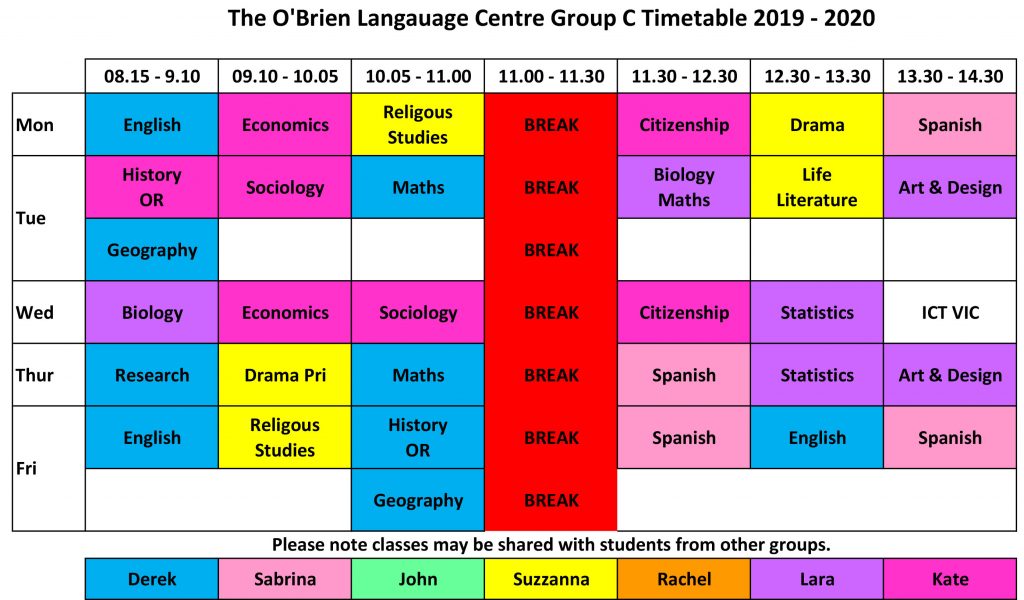 The O'Brien Langauage Centre Group C Timetable 2019 - 2020
08.15 - 9.10 09.10 - 10.05 10.05 - 11.00 11.00 - 11.30 11.30 - 12.30 12.30 - 13.30 13.30 - 14.30
Mon English Economics Religous Studies BREAK Citizenship Drama Spanish
Tue History OR Sociology Maths BREAK Biology Maths Life Literature Art & Design
Geography BREAK
Wed Biology Economics Sociology BREAK Citizenship Statistics ICT VIC
Thur Research Drama Pri Maths BREAK Spanish Statistics Art & Design
Fri English Religous Studies History OR BREAK Spanish English Spanish
Geography BREAK
Please note classes may be shared with students from other groups.
Derek Sabrina John Suzzanna Rachel Lara Kate